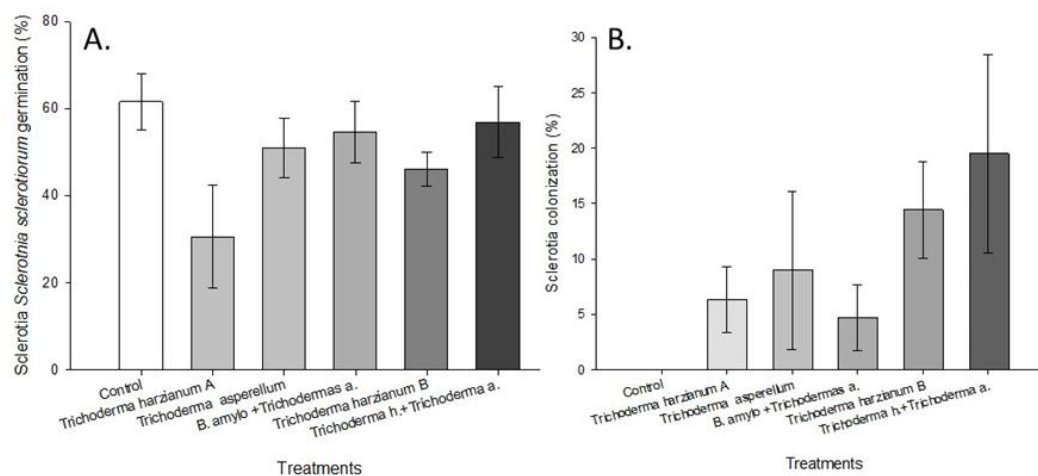 A.
Sclerotia Sclerotnia sclerotiorum germination (%)
80
60
40
20
0
Control
Trichoderma harzianum A
Trichoderma asperellum
B. amylo +Trichodermas a.
Trichoderma harzianum B
Trichoderma h.+Trichoderma a.
Treatments
B.
Sclerotia colonization (%)
30
25
20
15
10
5
0
Control
Trichoderma harzianum A
Trichoderma asperellum
B. amylo +Trichodermas a.
Trichoderma harzianum B
Trichoderma h.+Trichoderma a.
Treatments